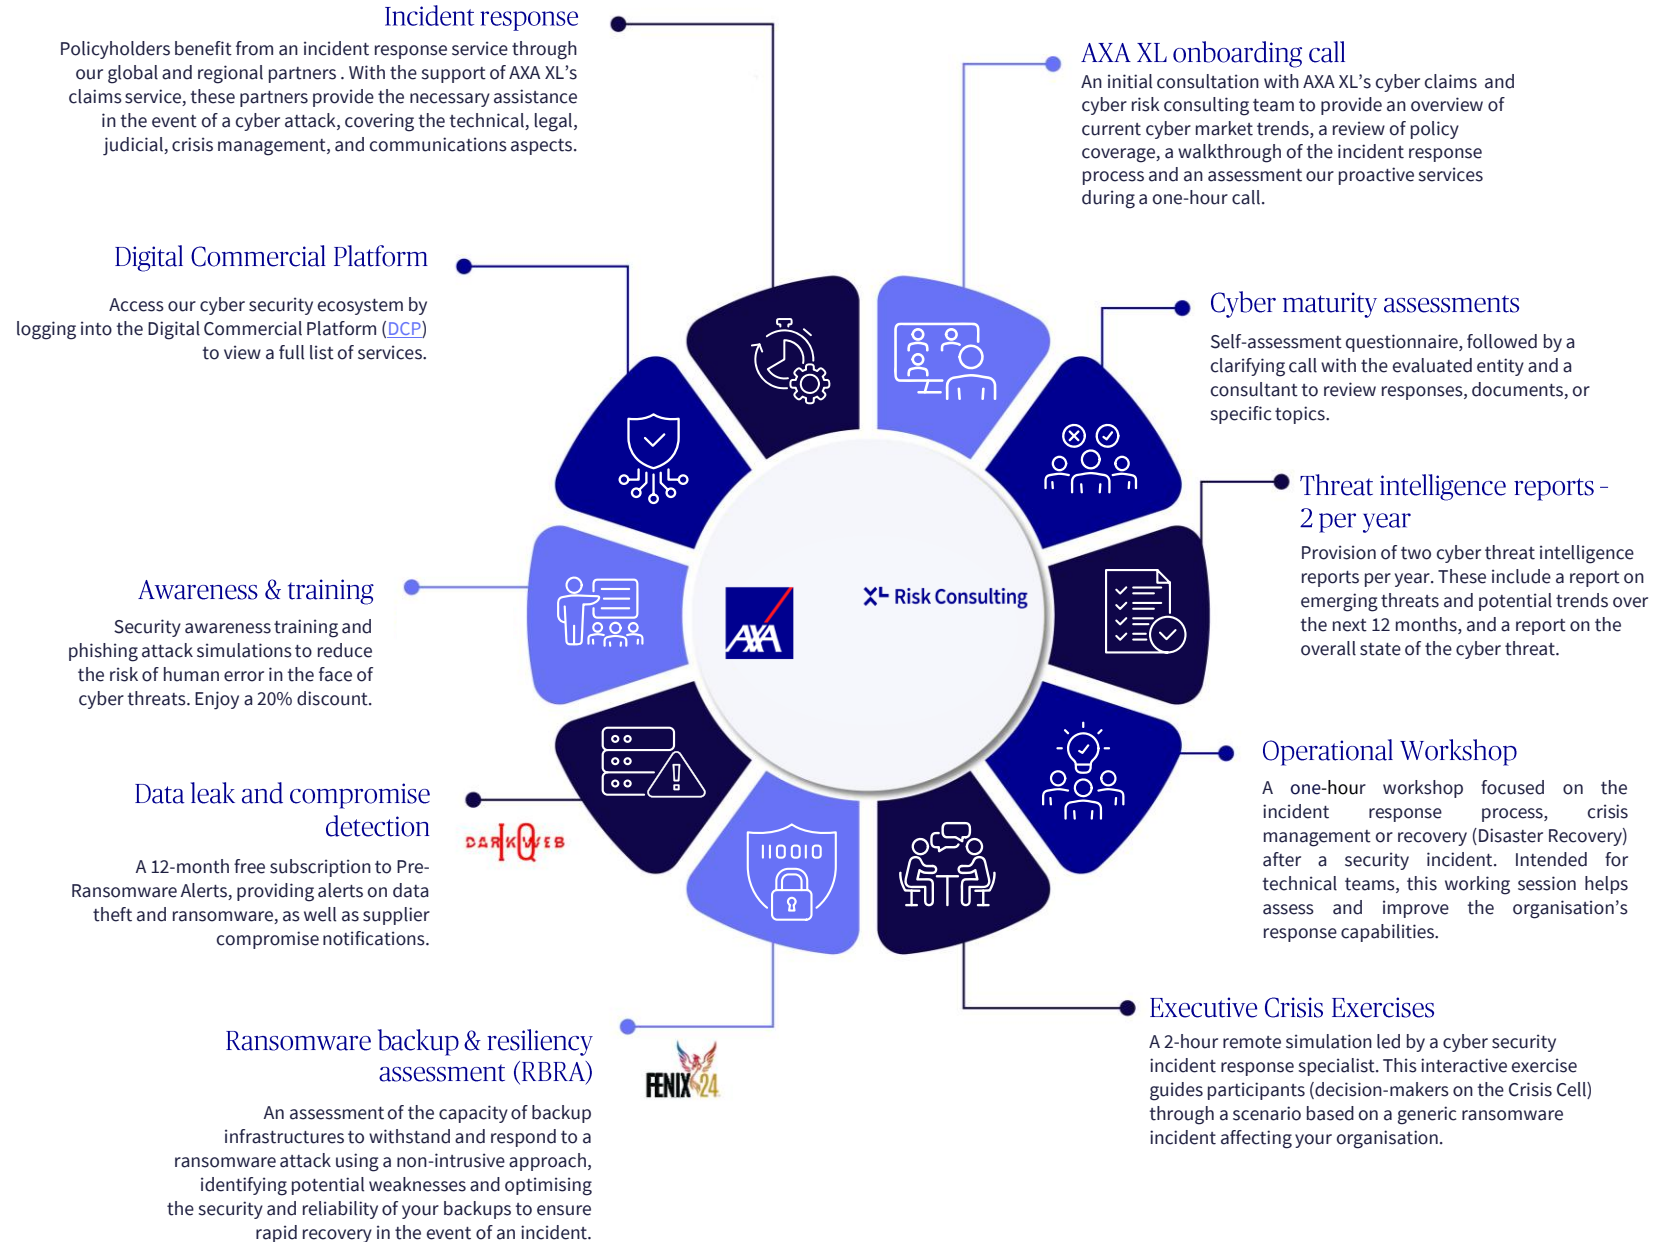 Incident response
Policyholders benefit from an incident response service through
our global and regional partners . With the support of AXA XL's
claims service, these partners provide the necessary assistance
in the event of a cyber attack, covering the technical, legal,
judicial, crisis management, and communications aspects.
AXA XL onboarding call
An initial consultation with AXA XL's cyber claims and
cyber risk consulting team to provide an overview of
current cyber market trends, a review of policy
coverage, a walkthrough of the incident response
process and an assessment our proactive services
during a one-hour call.
Digital Commercial Platform
Access our cyber security ecosystem by
logging into the Digital Commercial Platform (DCP)
to view a full list of services.
Cyber maturity assessments
Self-assessment questionnaire, followed by a
clarifying call with the evaluated entity and a
consultant to review responses, documents, or
specific topics.
Threat intelligence reports -
2 per year
Provision of two cyber threat intelligence
reports per year. These include a report on
emerging threats and potential trends over
the next 12 months, and a report on the
overall state of the cyber threat.
AXA
XL Risk Consulting
Awareness & training
Security awareness training and
phishing attack simulations to reduce
the risk of human error in the face of
cyber threats. Enjoy a 20% discount.
Operational Workshop
A one-hour workshop focused on the
incident response process, crisis
management or recovery (Disaster Recovery)
after a security incident. Intended for
technical teams, this working session helps
assess and improve the organisation's
response capabilities.
Data leak and compromise
detection
DARKWEB IQ
A 12-month free subscription to Pre-
Ransomware Alerts, providing alerts on data
theft and ransomware, as well as supplier
compromise notifications.
110010
Executive Crisis Exercises
A 2-hour remote simulation led by a cyber security
incident response specialist. This interactive exercise
guides participants (decision-makers on the Crisis Cell)
through a scenario based on a generic ransomware
incident affecting your organisation.
Ransomware backup & resiliency
assessment (RBRA)
FENIX24
An assessment of the capacity of backup
infrastructures to withstand and respond to a
ransomware attack using a non-intrusive approach,
identifying potential weaknesses and optimising
the security and reliability of your backups to ensure
rapid recovery in the event of an incident.